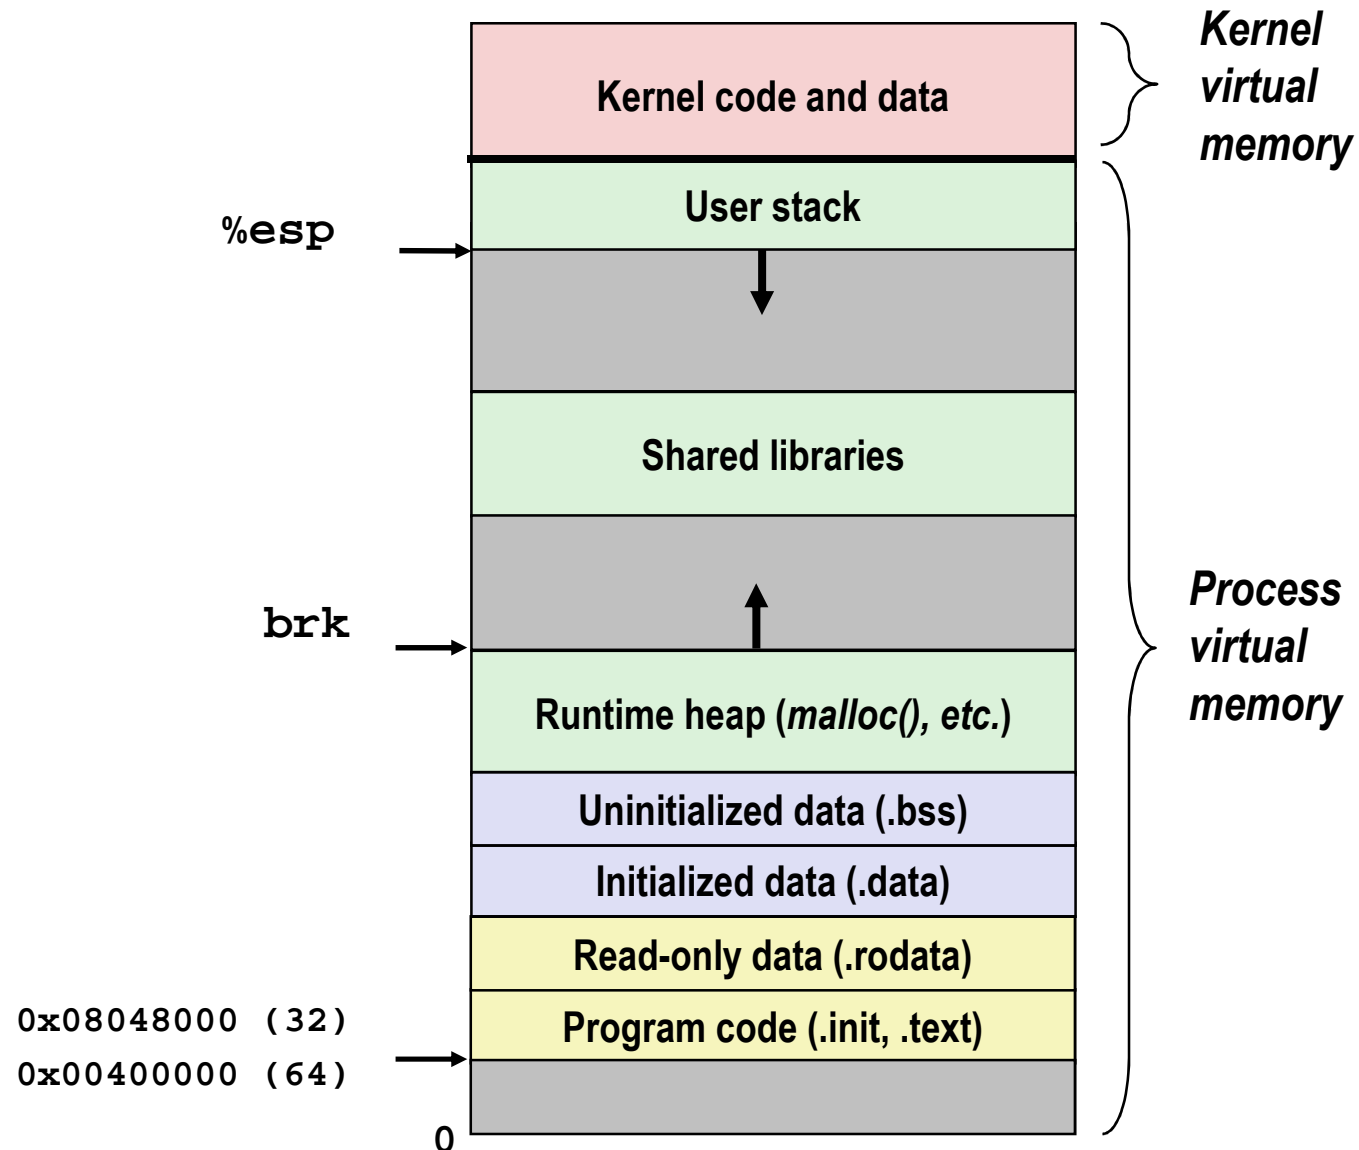 Kernel code and data
Kernel
virtual
memory
User stack
%esp
Shared libraries
brk
Process
virtual
memory
Runtime heap (malloc(), etc.)
Uninitialized data (.bss)
Initialized data (.data)
Read-only data (.rodata)
Program code (.init, .text)
0x08048000 (32)
0x00400000 (64)
0